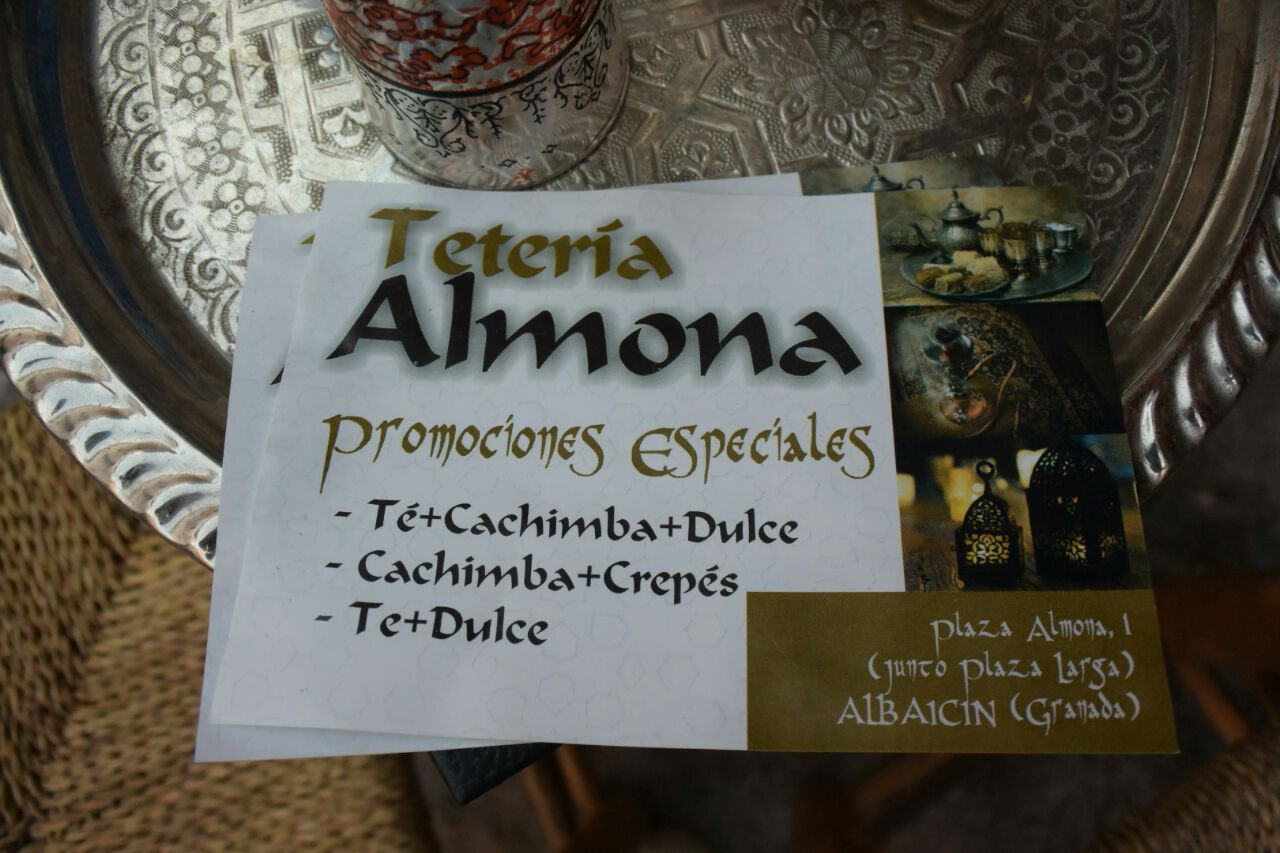 Tetería
Almona
Promociones Especiales
- Té+Cachimba+Dulce
- Cachimba+Crepés
- Te+Dulce
Plaza Almona, 1
(junto Plaza Larga)
ALBAICIN (Granada)